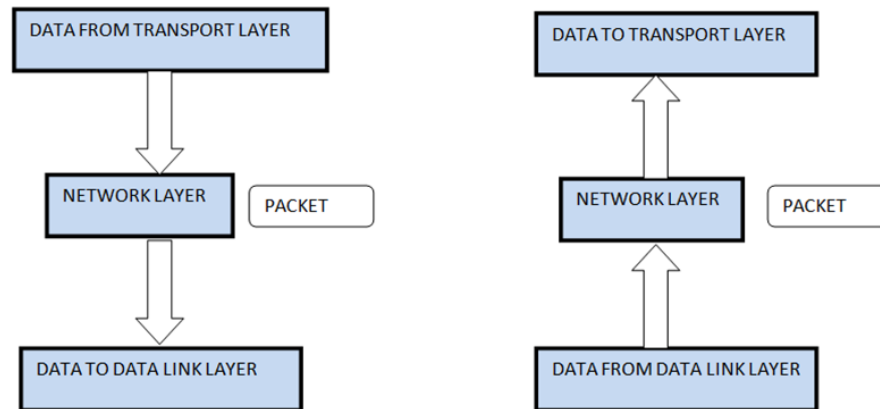 DATA FROM TRANSPORT LAYER
NETWORK LAYER
PACKET
DATA TO DATA LINK LAYER
DATA TO TRANSPORT LAYER
NETWORK LAYER
PACKET
DATA FROM DATA LINK LAYER